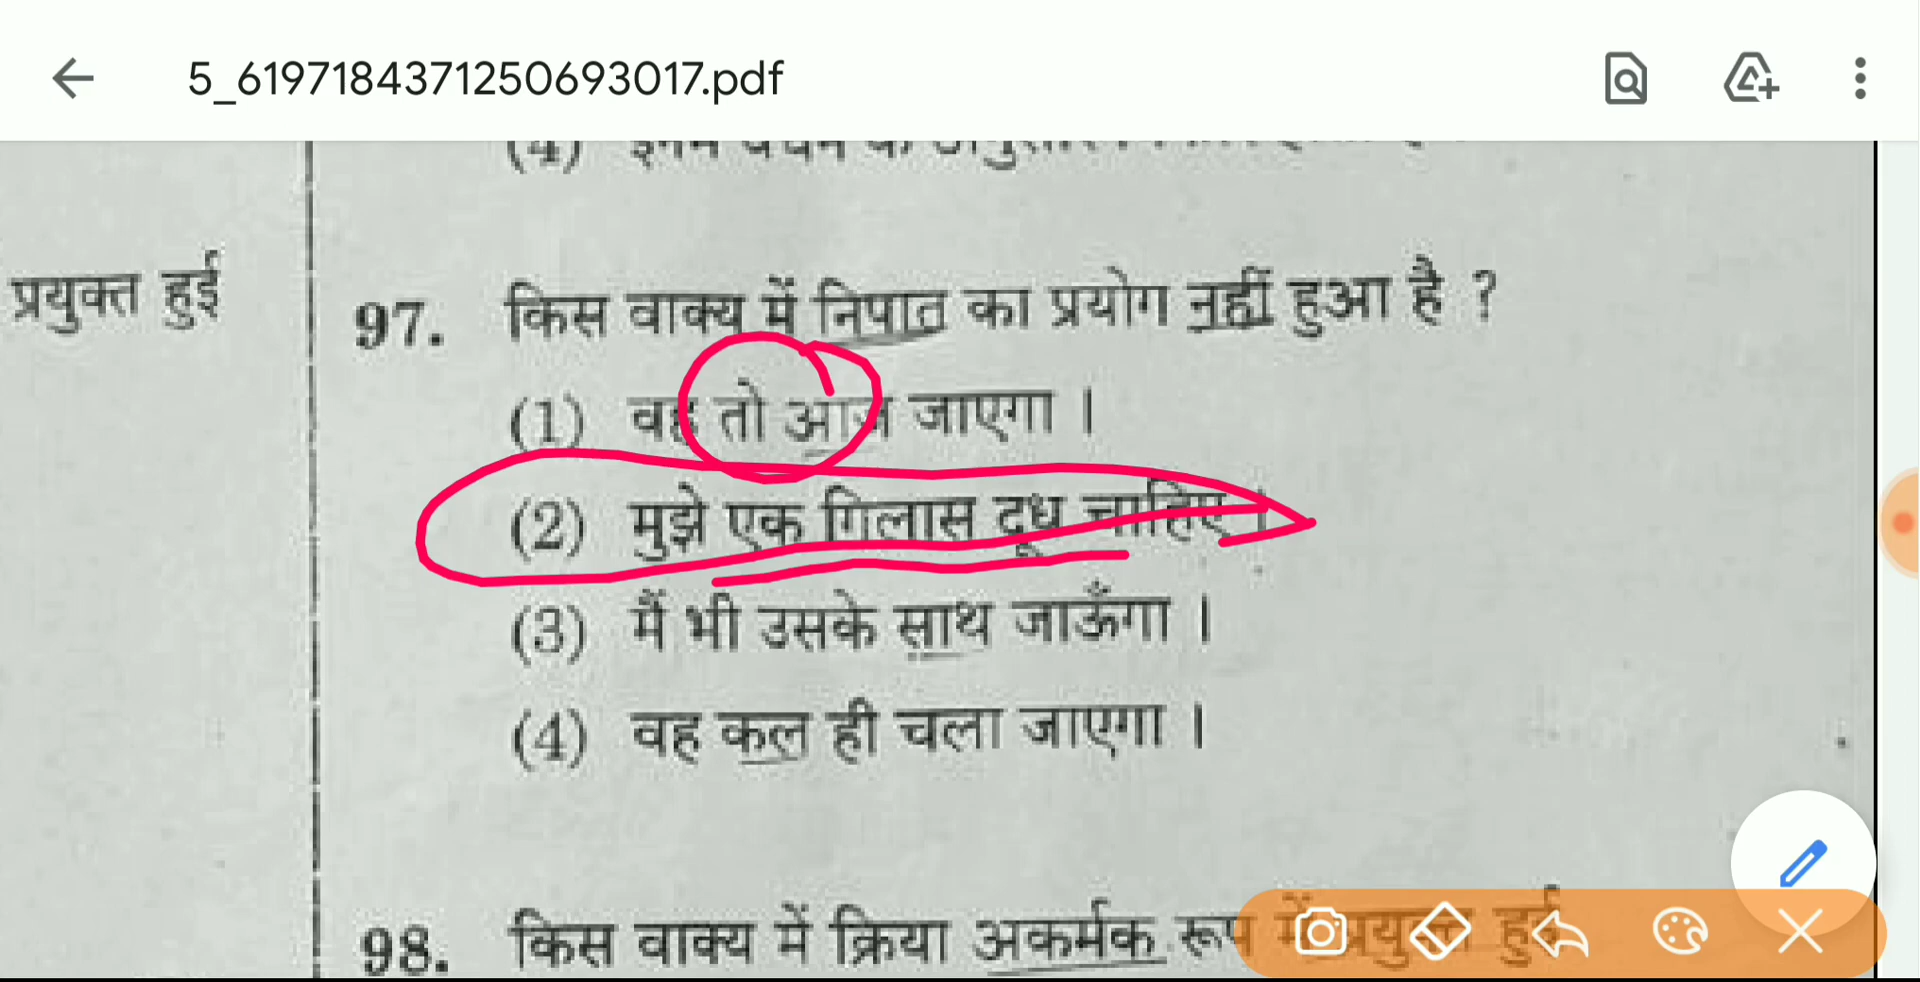 5_6197184371250693017.pdf
(4)
प्रयुक्त हुई
97. किस वाक्य में निपात का प्रयोग नहीं हुआ है ?
(1) वह तो आज जाएगा ।
(2) मुझे एक गिलास दूध चाहिए ।
(3) मैं भी उसके साथ जाऊँगा ।
(4) वह कल ही चला जाएगा ।
98. किस वाक्य में क्रिया अकर्मक रूप में प्रयुक्त हुई